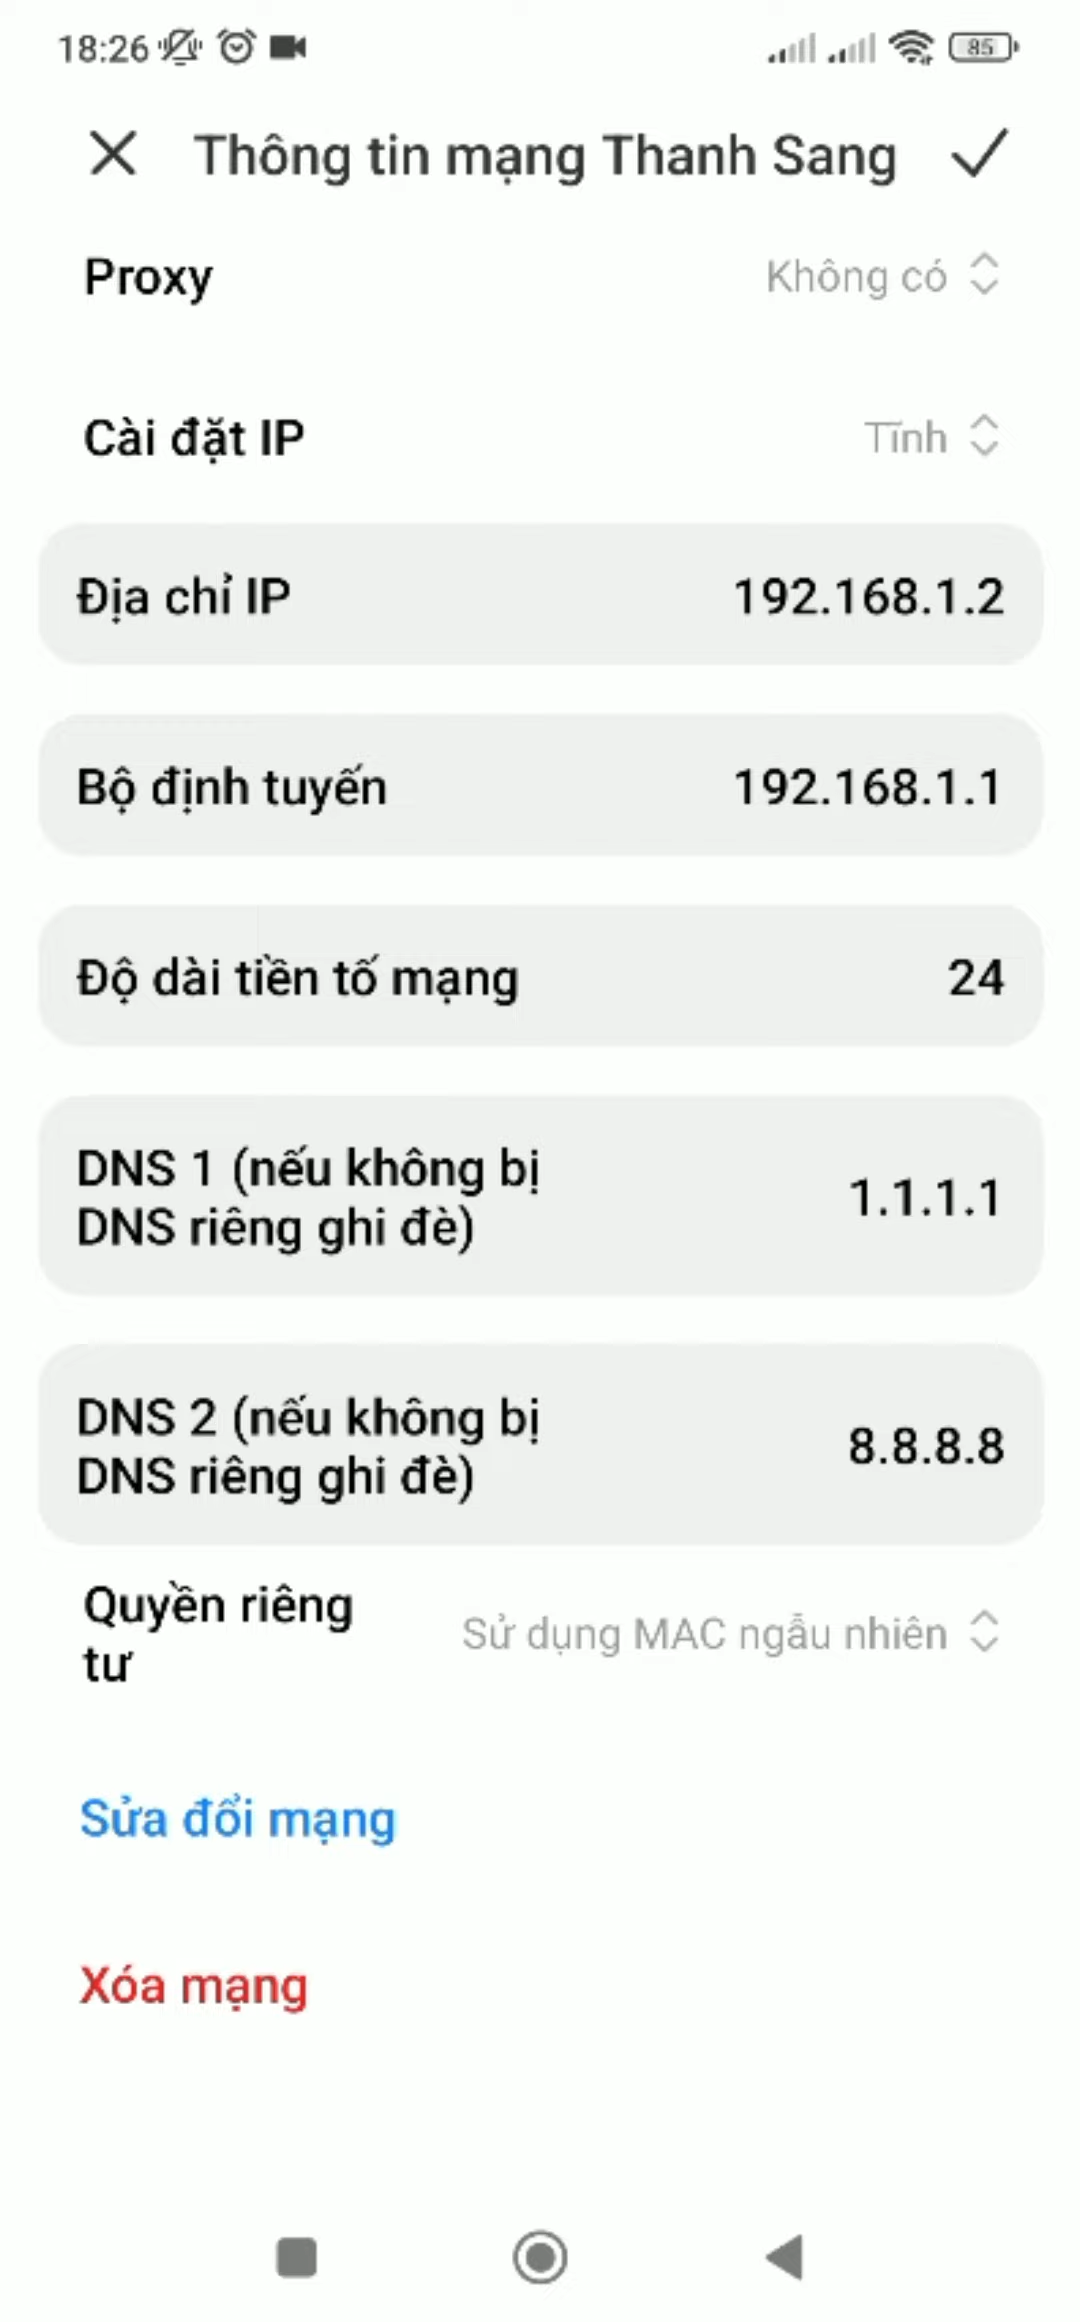 18:26
85
Thông tin mạng Thanh Sang
Proxy
Không có
Cài đặt IP
Tĩnh
Địa chỉ IP
192.168.1.2
Bộ định tuyến
192.168.1.1
Độ dài tiền tố mạng
24
DNS 1 (nếu không bị
DNS riêng ghi đè)
1.1.1.1
DNS 2 (nếu không bị
DNS riêng ghi đè)
8.8.8.8
Quyền riêng
tư
Sử dụng MAC ngẫu nhiên
Sửa đổi mạng
Xóa mạng